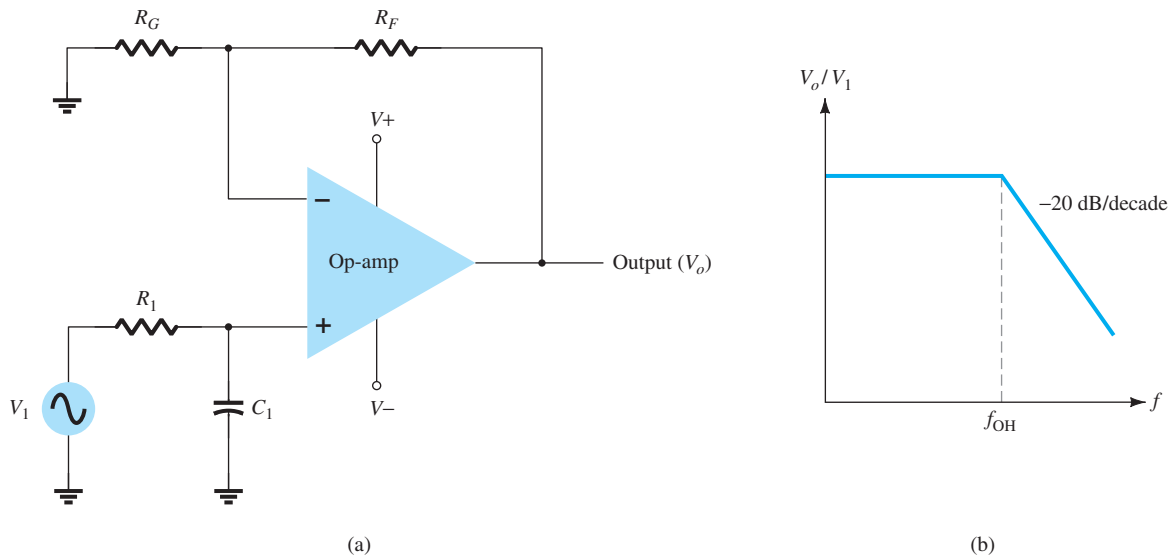 R_G
R_F
V+
−
Op-amp
Output (V_o)
R_1
+
V_1
C_1
V−
(a)
V_o / V_1
−20 dB/decade
f
f_OH
(b)